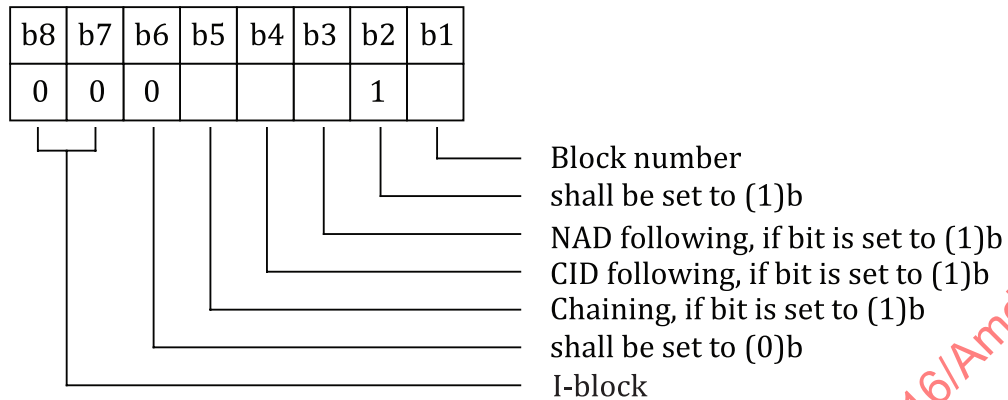 b8 b7 b6 b5 b4 b3 b2 b1
0 0 0 1
Block number
shall be set to (1)b
NAD following, if bit is set to (1)b
CID following, if bit is set to (1)b
Chaining, if bit is set to (1)b
shall be set to (0)b
I-block
16/Am